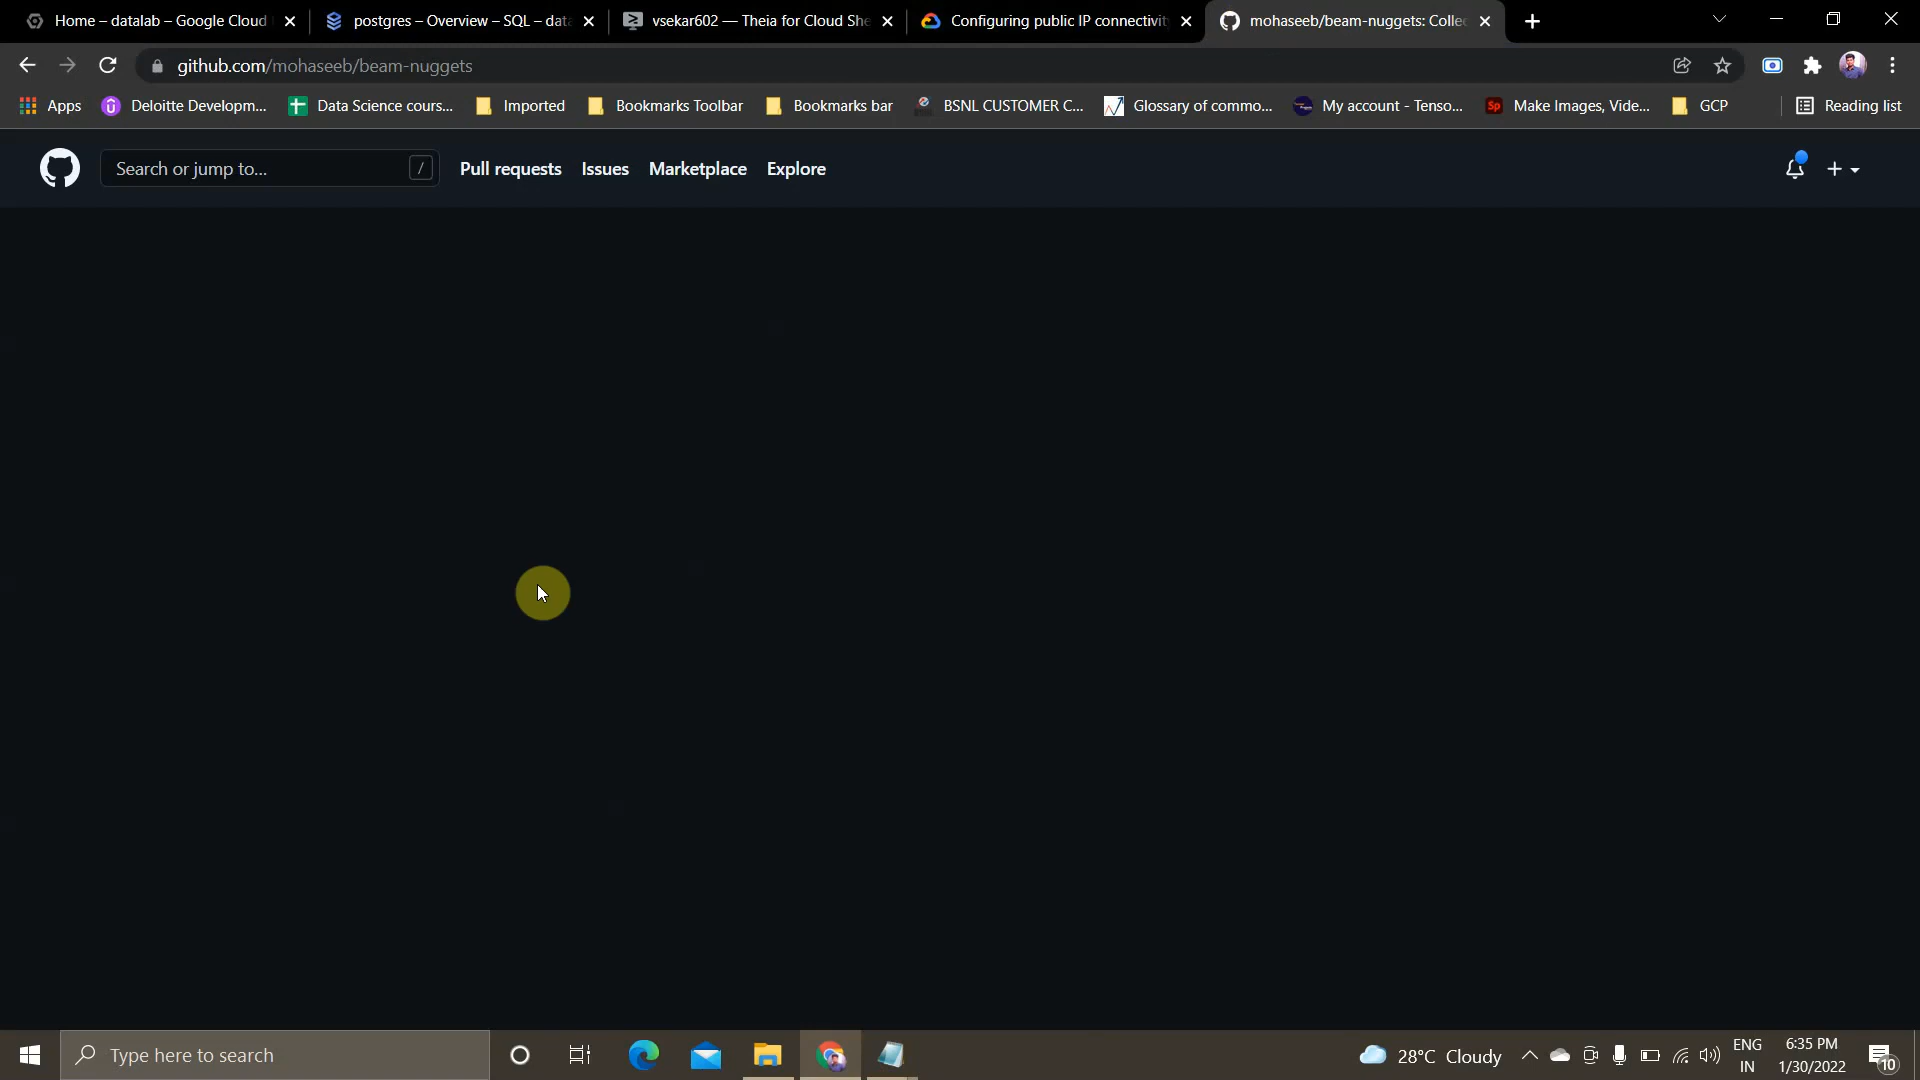 Home – datalab – Google Cloud
postgres – Overview – SQL – data
vsekar602 — Theia for Cloud She
Configuring public IP connectivit
mohaseeb/beam-nuggets: Collec
github.com/mohaseeb/beam-nuggets
Apps
Deloitte Developm...
Data Science cours...
Imported
Bookmarks Toolbar
Bookmarks bar
BSNL CUSTOMER C...
Glossary of commo...
My account - Tenso...
Sp
Make Images, Vide...
GCP
Reading list
Search or jump to...
/
Pull requests
Issues
Marketplace
Explore
Type here to search
28°C Cloudy
ENG
IN
6:35 PM
1/30/2022
10